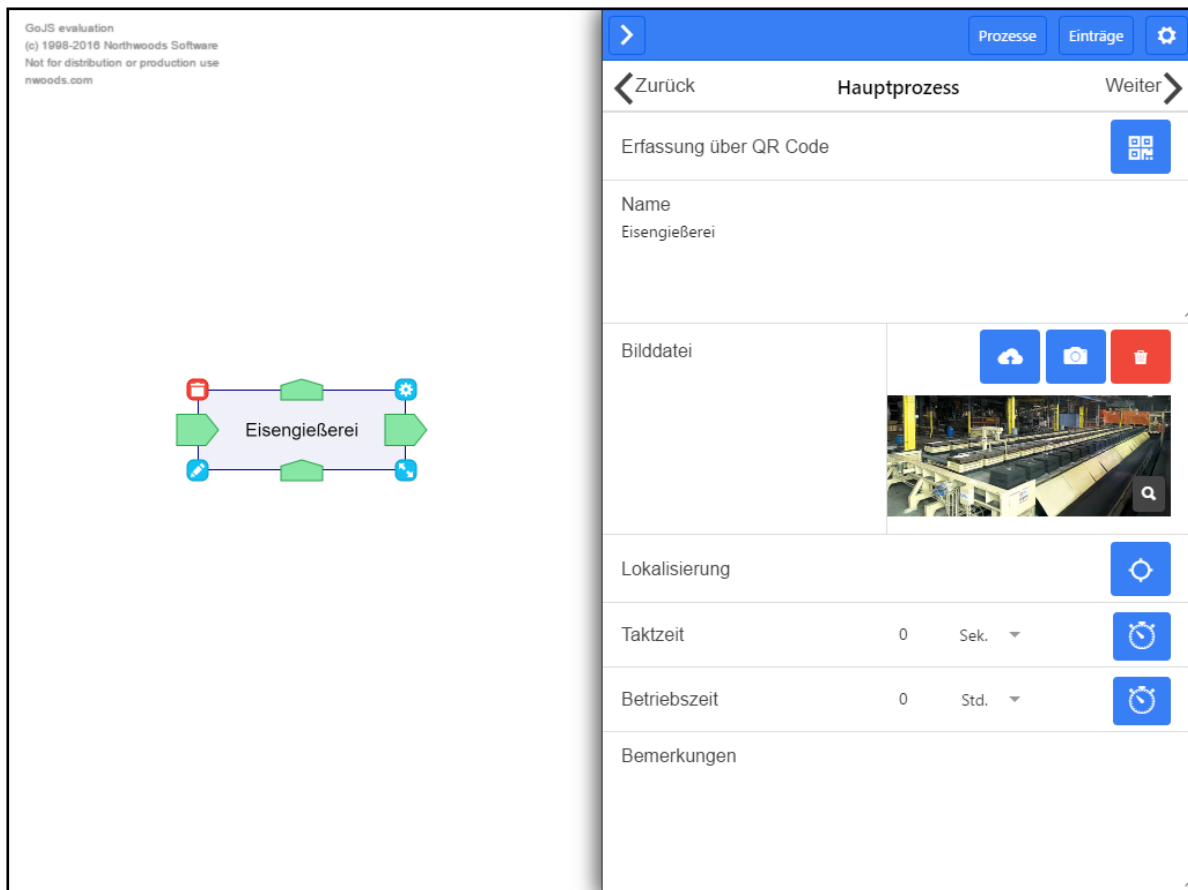 GoJS evaluation
(c) 1998-2016 Northwoods Software
Not for distribution or production use
nwoods.com
Eisengießerei
Prozesse Einträge
Zurück Hauptprozess Weiter
Erfassung über QR Code
Name
Eisengießerei
Bilddatei
Lokalisierung
Taktzeit 0 Sek.
Betriebszeit 0 Std.
Bemerkungen